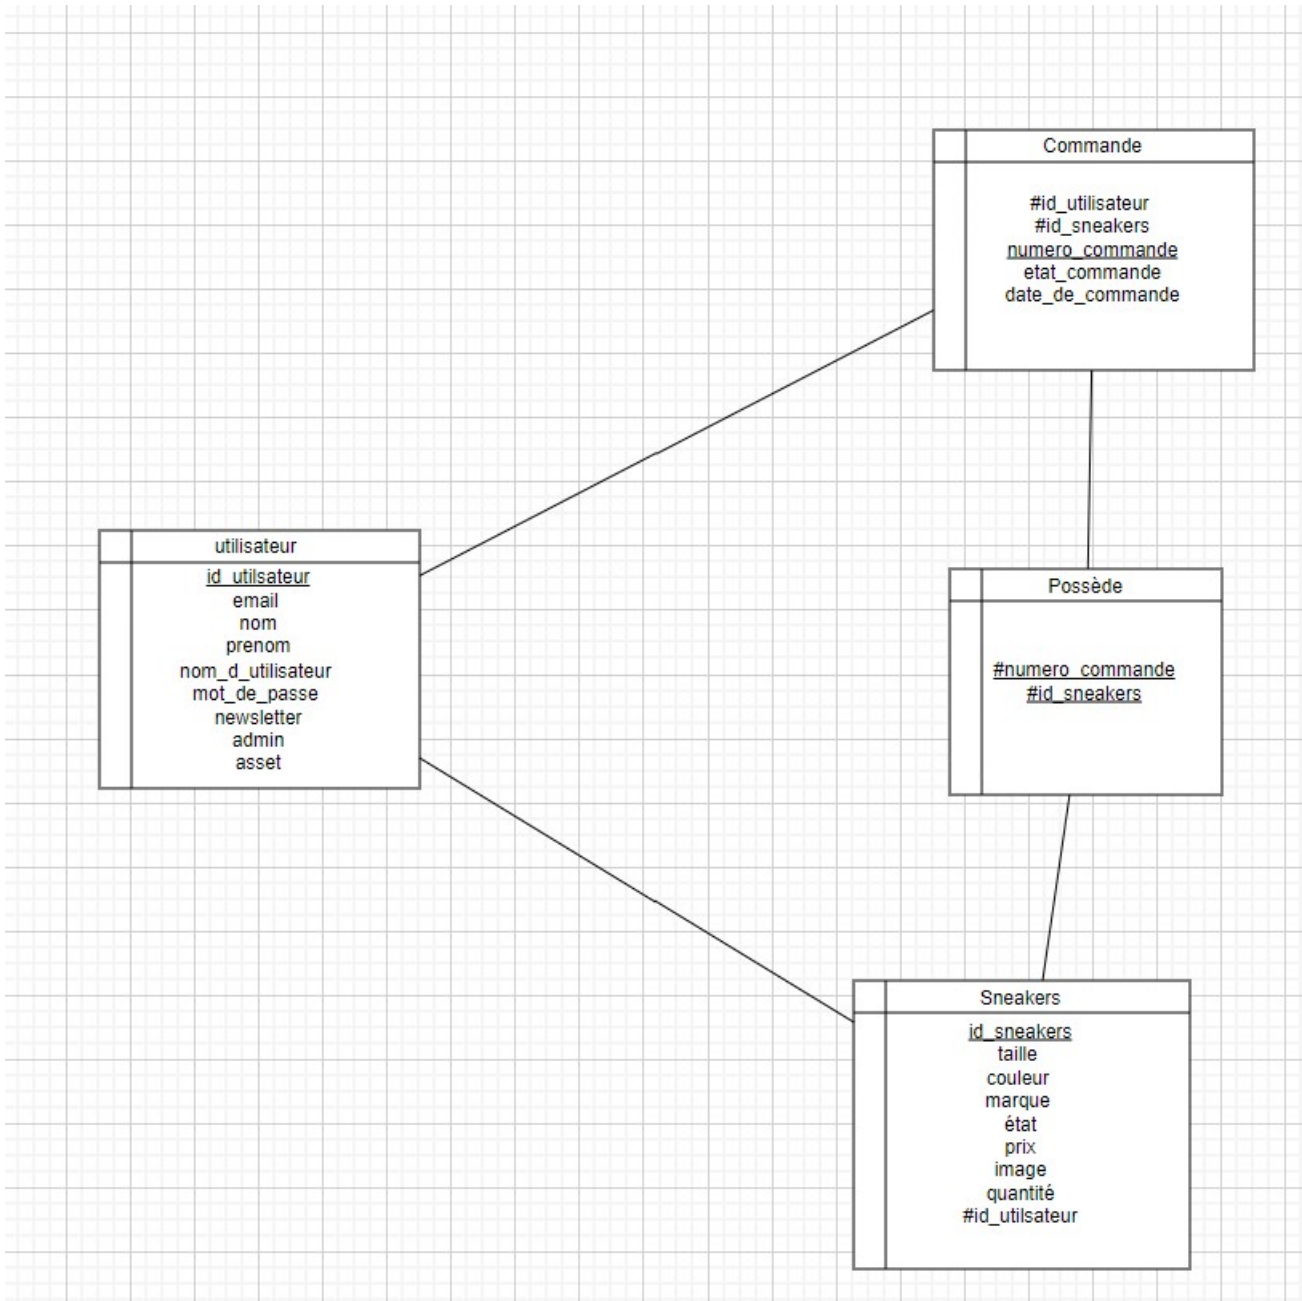 Commande
#id_utilisateur
#id_sneakers
numero_commande
etat_commande
date_de_commande
utilisateur
id_utilsateur
email
nom
prenom
nom_d_utilisateur
mot_de_passe
newsletter
admin
asset
Possède
#numero_commande
#id_sneakers
Sneakers
id_sneakers
taille
couleur
marque
état
prix
image
quantité
#id_utilsateur